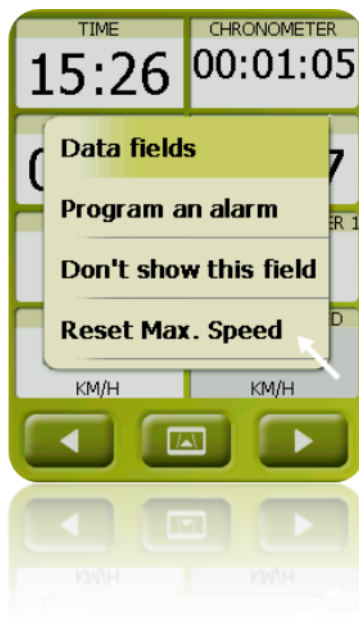 TIME CHRONOMETER
15:26 00:01:05
Data fields
Program an alarm
Don't show this field
Reset Max. Speed
KM/H KM/H